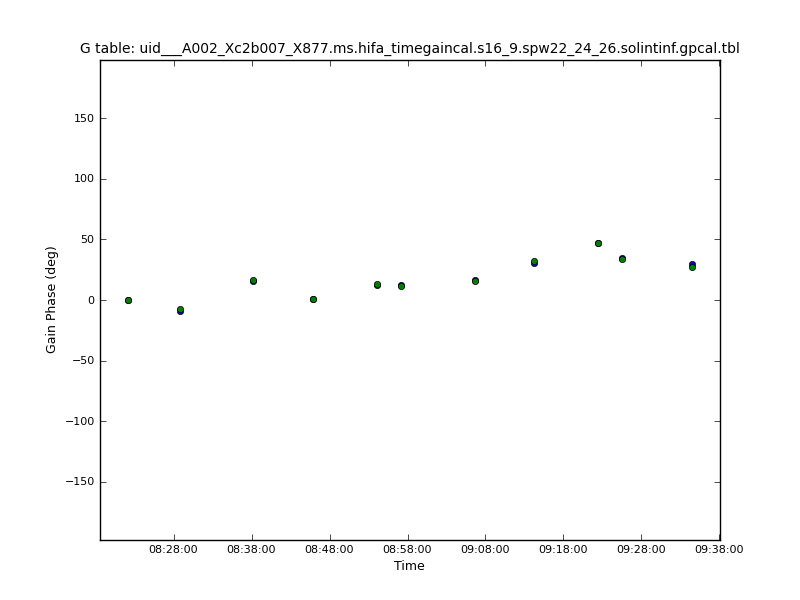 G table: uid___A002_Xc2b007_X877.ms.hifa_timegaincal.s16_9.spw22_24_26.solintinf.gpcal.tbl
150
100
50
0
−50
−100
−150
Gain Phase (deg)
08:28:00 08:38:00 08:48:00 08:58:00 09:08:00 09:18:00 09:28:00 09:38:00
Time